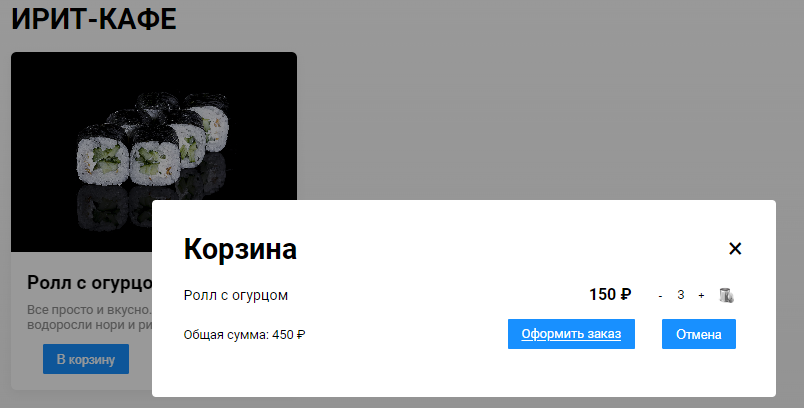 ИРИТ-КАФЕ
Ролл с огурцо
Все просто и вкусно.
водоросли нори и ри
В корзину
Корзина ×
Ролл с огурцом 150 ₽ - 3 +
Общая сумма: 450 ₽ Оформить заказ Отмена